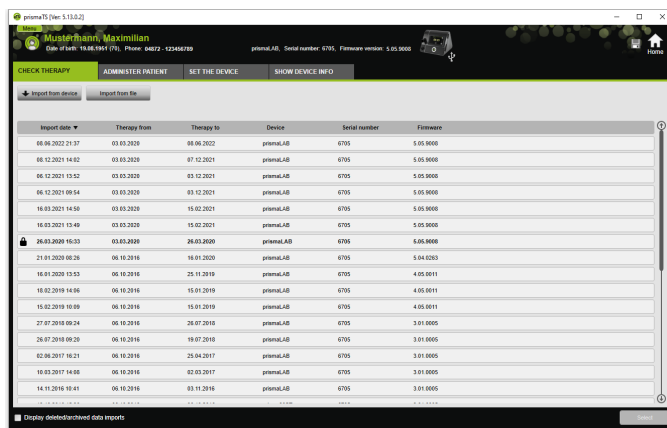 prismaTS [Ver: 5.13.0.2]
Menu
Mustermann, Maximilian
Date of birth: 19.08.1951 (70), Phone: 04872 - 123456789 prismaLAB, Serial number: 6705, Firmware version: 5.05.9008
Home
CHECK THERAPY ADMINISTER PATIENT SET THE DEVICE SHOW DEVICE INFO
Import from device Import from file
Import date ▼ Therapy from Therapy to Device Serial number Firmware
08.06.2022 21:37 03.03.2020 08.06.2022 prismaLAB 6705 5.05.9008
08.12.2021 14:02 03.03.2020 07.12.2021 prismaLAB 6705 5.05.9008
06.12.2021 13:52 03.03.2020 03.12.2021 prismaLAB 6705 5.05.9008
06.12.2021 09:54 03.03.2020 03.12.2021 prismaLAB 6705 5.05.9008
16.03.2021 14:50 03.03.2020 15.02.2021 prismaLAB 6705 5.05.9008
16.03.2021 13:49 03.03.2020 15.02.2021 prismaLAB 6705 5.05.9008
26.03.2020 15:33 03.03.2020 26.03.2020 prismaLAB 6705 5.05.9008
21.01.2020 08:26 06.10.2016 16.01.2020 prismaLAB 6705 5.04.0263
16.01.2020 13:53 06.10.2016 25.11.2019 prismaLAB 6705 4.05.0011
18.02.2019 14:06 06.10.2016 15.01.2019 prismaLAB 6705 4.05.0011
15.02.2019 10:09 06.10.2016 15.01.2019 prismaLAB 6705 4.05.0011
27.07.2018 09:24 06.10.2016 26.07.2018 prismaLAB 6705 3.01.0005
26.07.2018 09:20 06.10.2016 19.07.2018 prismaLAB 6705 3.01.0005
02.06.2017 16:21 06.10.2016 25.04.2017 prismaLAB 6705 3.01.0005
10.03.2017 14:08 06.10.2016 02.03.2017 prismaLAB 6705 3.01.0005
14.11.2016 10:41 06.10.2016 03.11.2016 prismaLAB 6705 3.01.0005
Display deleted/archived data imports Select